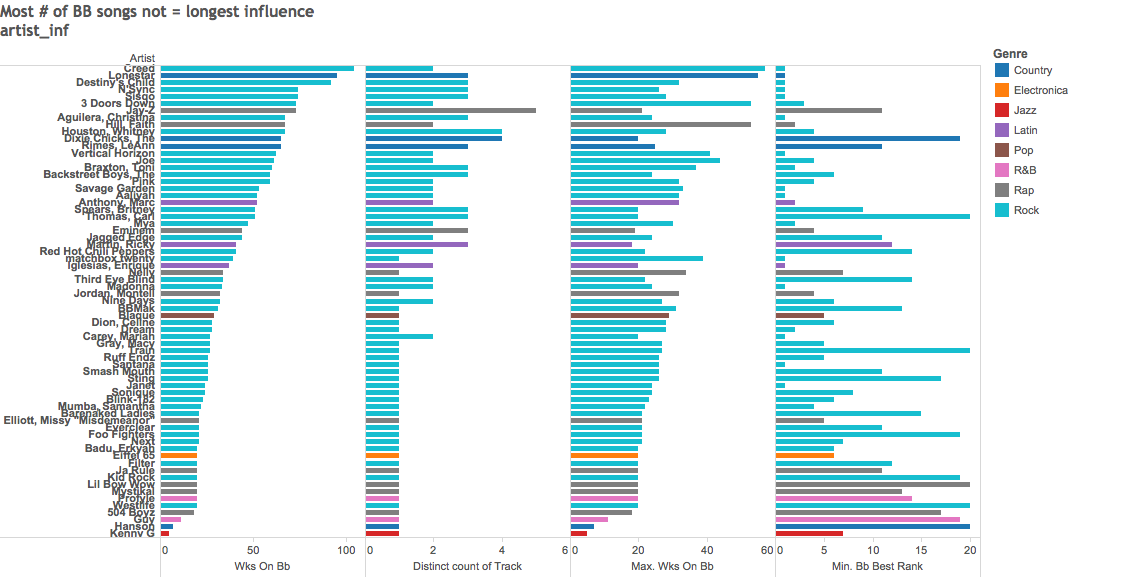 Most # of BB songs not = longest influence
artist_inf
Artist
Creed
Lonestar
Destiny's Child
N'Sync
Sisqo
3 Doors Down
Jay-Z
Aguilera, Christina
Hill, Faith
Houston, Whitney
Dixie Chicks, The
Rimes, LeAnn
Vertical Horizon
Joe
Braxton, Toni
Backstreet Boys, The
Pink
Savage Garden
Aaliyah
Anthony, Marc
Spears, Britney
Thomas, Carl
Mya
Eminem
Jagged Edge
Martin, Ricky
Red Hot Chili Peppers
matchbox twenty
Iglesias, Enrique
Nelly
Third Eye Blind
Madonna
Jordan, Montell
Nine Days
BBMak
Blaque
Dion, Celine
Dream
Carey, Mariah
Gray, Macy
Train
Ruff Endz
Santana
Smash Mouth
Sting
Janet
Sonique
Blink-182
Mumba, Samantha
Barenaked Ladies
Elliott, Missy "Misdemeanor"
Everclear
Foo Fighters
Next
Badu, Erkyah
Eiffel 65
Filter
Ja Rule
Kid Rock
Lil Bow Wow
Mystikal
Profyle
Westlife
504 Boyz
Guy
Hanson
Kenny G
0 50 100
Wks On Bb
0 2 4 6
Distinct count of Track
0 20 40 60
Max. Wks On Bb
0 5 10 15 20
Min. Bb Best Rank
Genre
Country
Electronica
Jazz
Latin
Pop
R&B
Rap
Rock